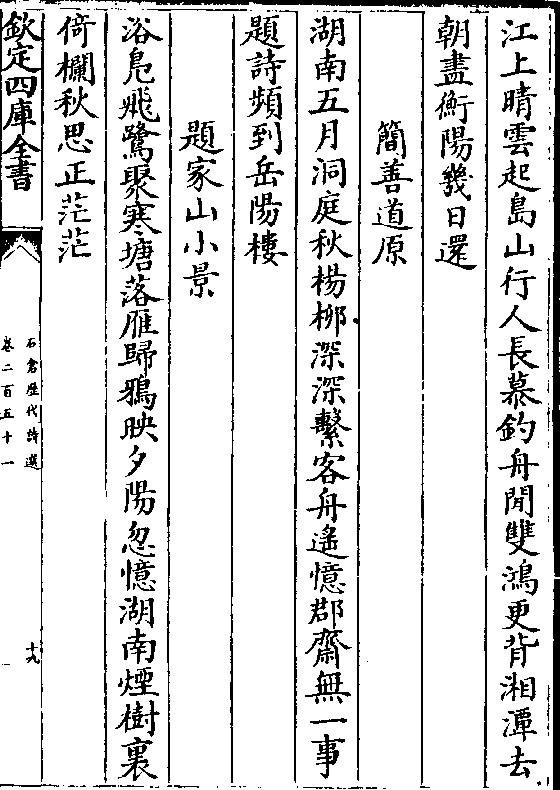 江上晴雲起島山行人長慕釣舟閒雙鴻更背湘潭去
朝盡衡陽幾日還
簡善道原
湖南五月洞庭秋楊栁深深繫客舟遙憶郡齋無一事
題詩頻到岳陽樓
題家山小景
浴鳬飛鷺聚寒塘落雁歸鴉映夕陽忽憶湖南煙樹裏
倚欄秋思正茫茫
欽定四庫全書
石倉歴代詩選
卷二百五十一
十九